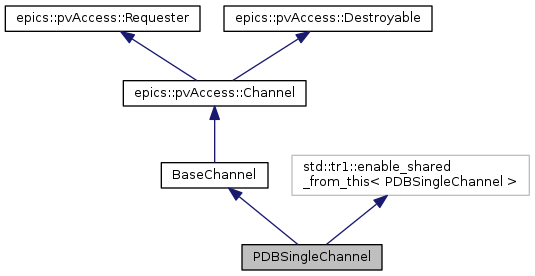 epics::pvAccess::Requester
epics::pvAccess::Destroyable
epics::pvAccess::Channel
BaseChannel
std::tr1::enable_shared
_from_this< PDBSingleChannel >
PDBSingleChannel